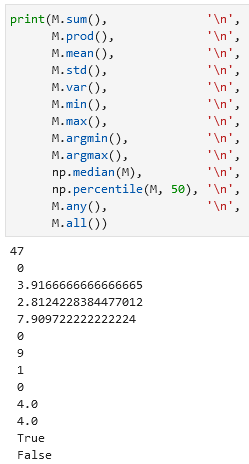 print(M.sum(), '\n',
M.prod(), '\n',
M.mean(), '\n',
M.std(), '\n',
M.var(), '\n',
M.min(), '\n',
M.max(), '\n',
M.argmin(), '\n',
M.argmax(), '\n',
np.median(M), '\n',
np.percentile(M, 50), '\n',
M.any(), '\n',
M.all())
47
0
3.9166666666666665
2.8124228384477012
7.909722222222224
0
9
1
0
4.0
4.0
True
False